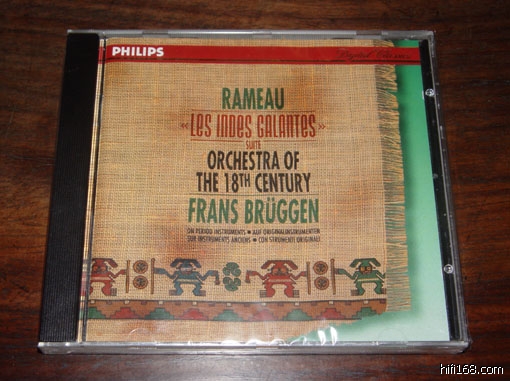 PHILIPS
Digital Classics
RAMEAU
«LES INDES GALANTES»
SUITE
ORCHESTRA OF
THE 18TH CENTURY
FRANS BRÜGGEN
ON PERIOD INSTRUMENTS ▪ AUF ORIGINALINSTRUMENTEN
SUR INSTRUMENTS ANCIENS ▪ CON STRUMENTI ORIGINALI
hifi168.com